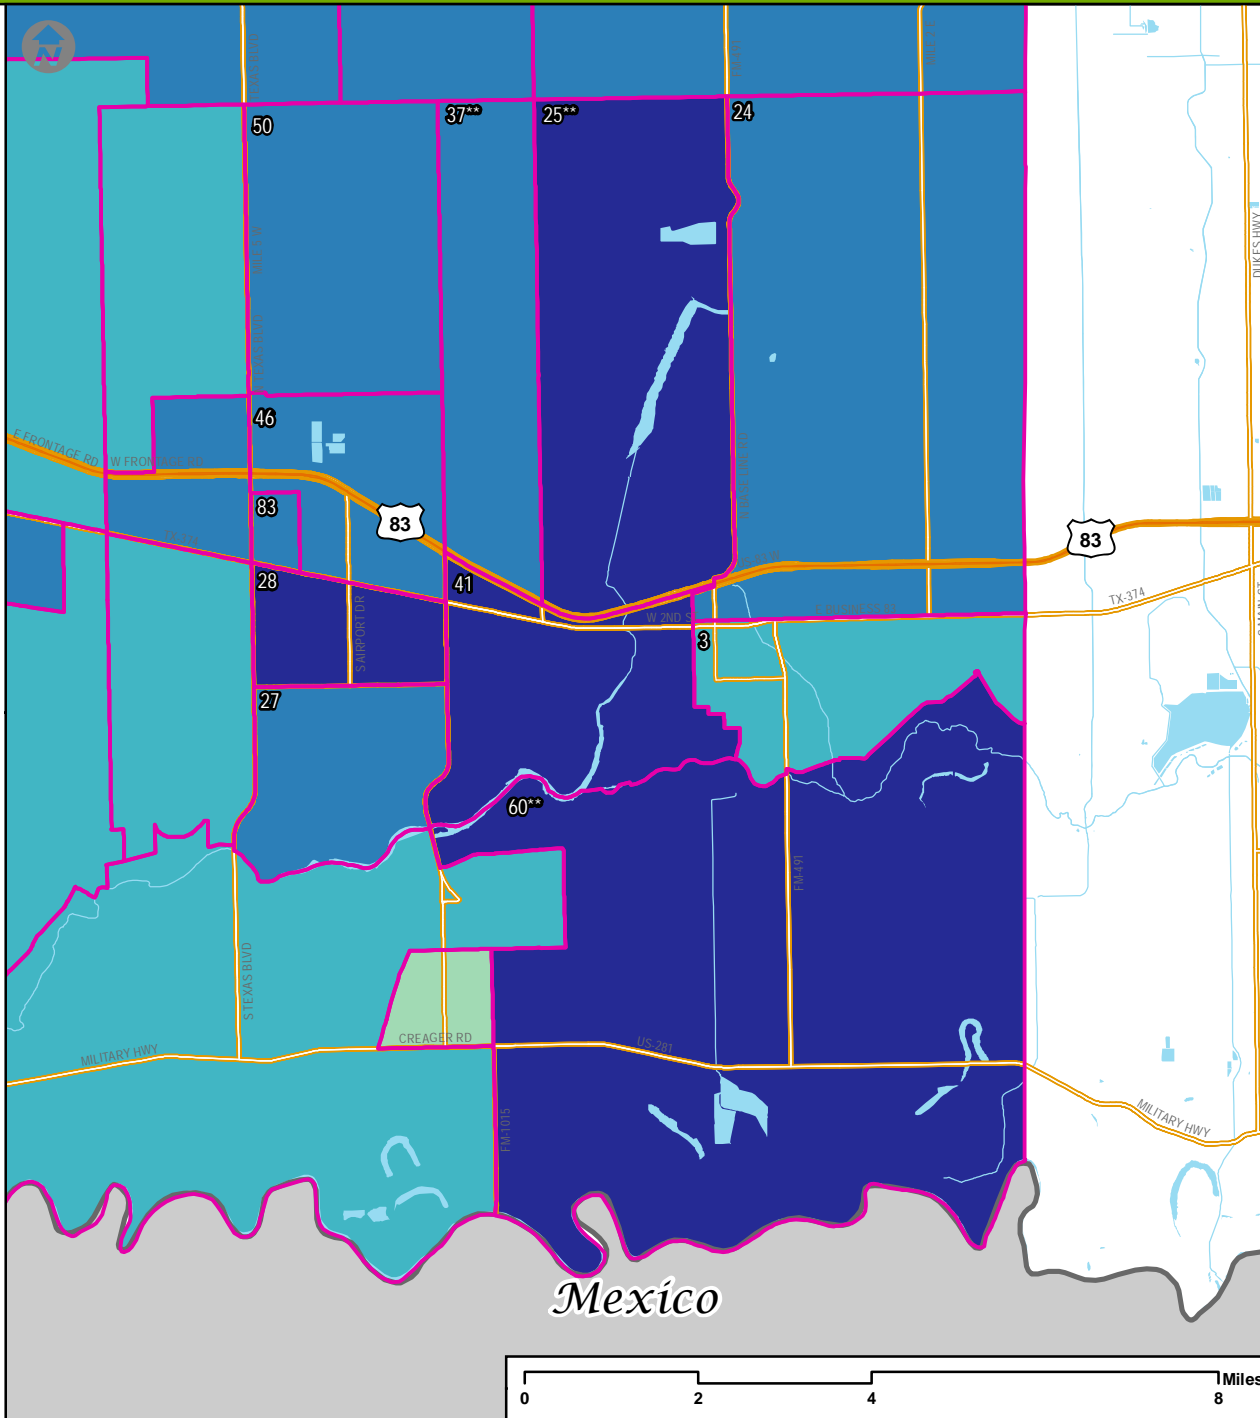 N
50
37**
25**
24
DUKES HWY
46
E FRONTAGE RD
W FRONTAGE RD
83
83
83
28
41
TX-374
S AIRPORT DR
W 2ND S
3
27
60**
FM-491
S TEXAS BLVD
CREAGER RD
MILITARY HWY
US-281
FM-1015
MILITARY HWY
Mexico
Miles
0 2 4 8